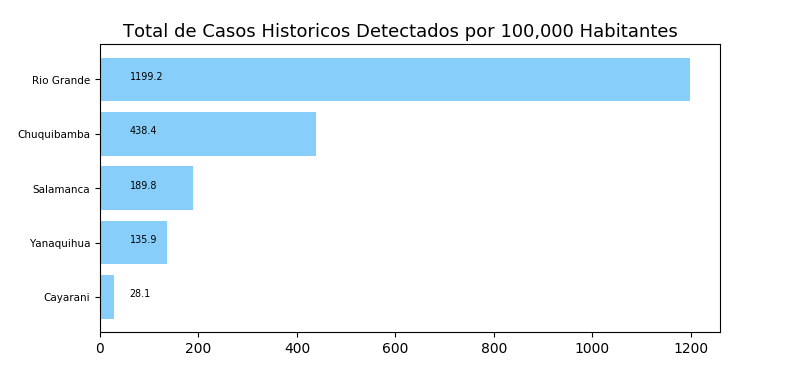 Total de Casos Historicos Detectados por 100,000 Habitantes
Rio Grande 1199.2
Chuquibamba 438.4
Salamanca 189.8
Yanaquihua 135.9
Cayarani 28.1
0 200 400 600 800 1000 1200